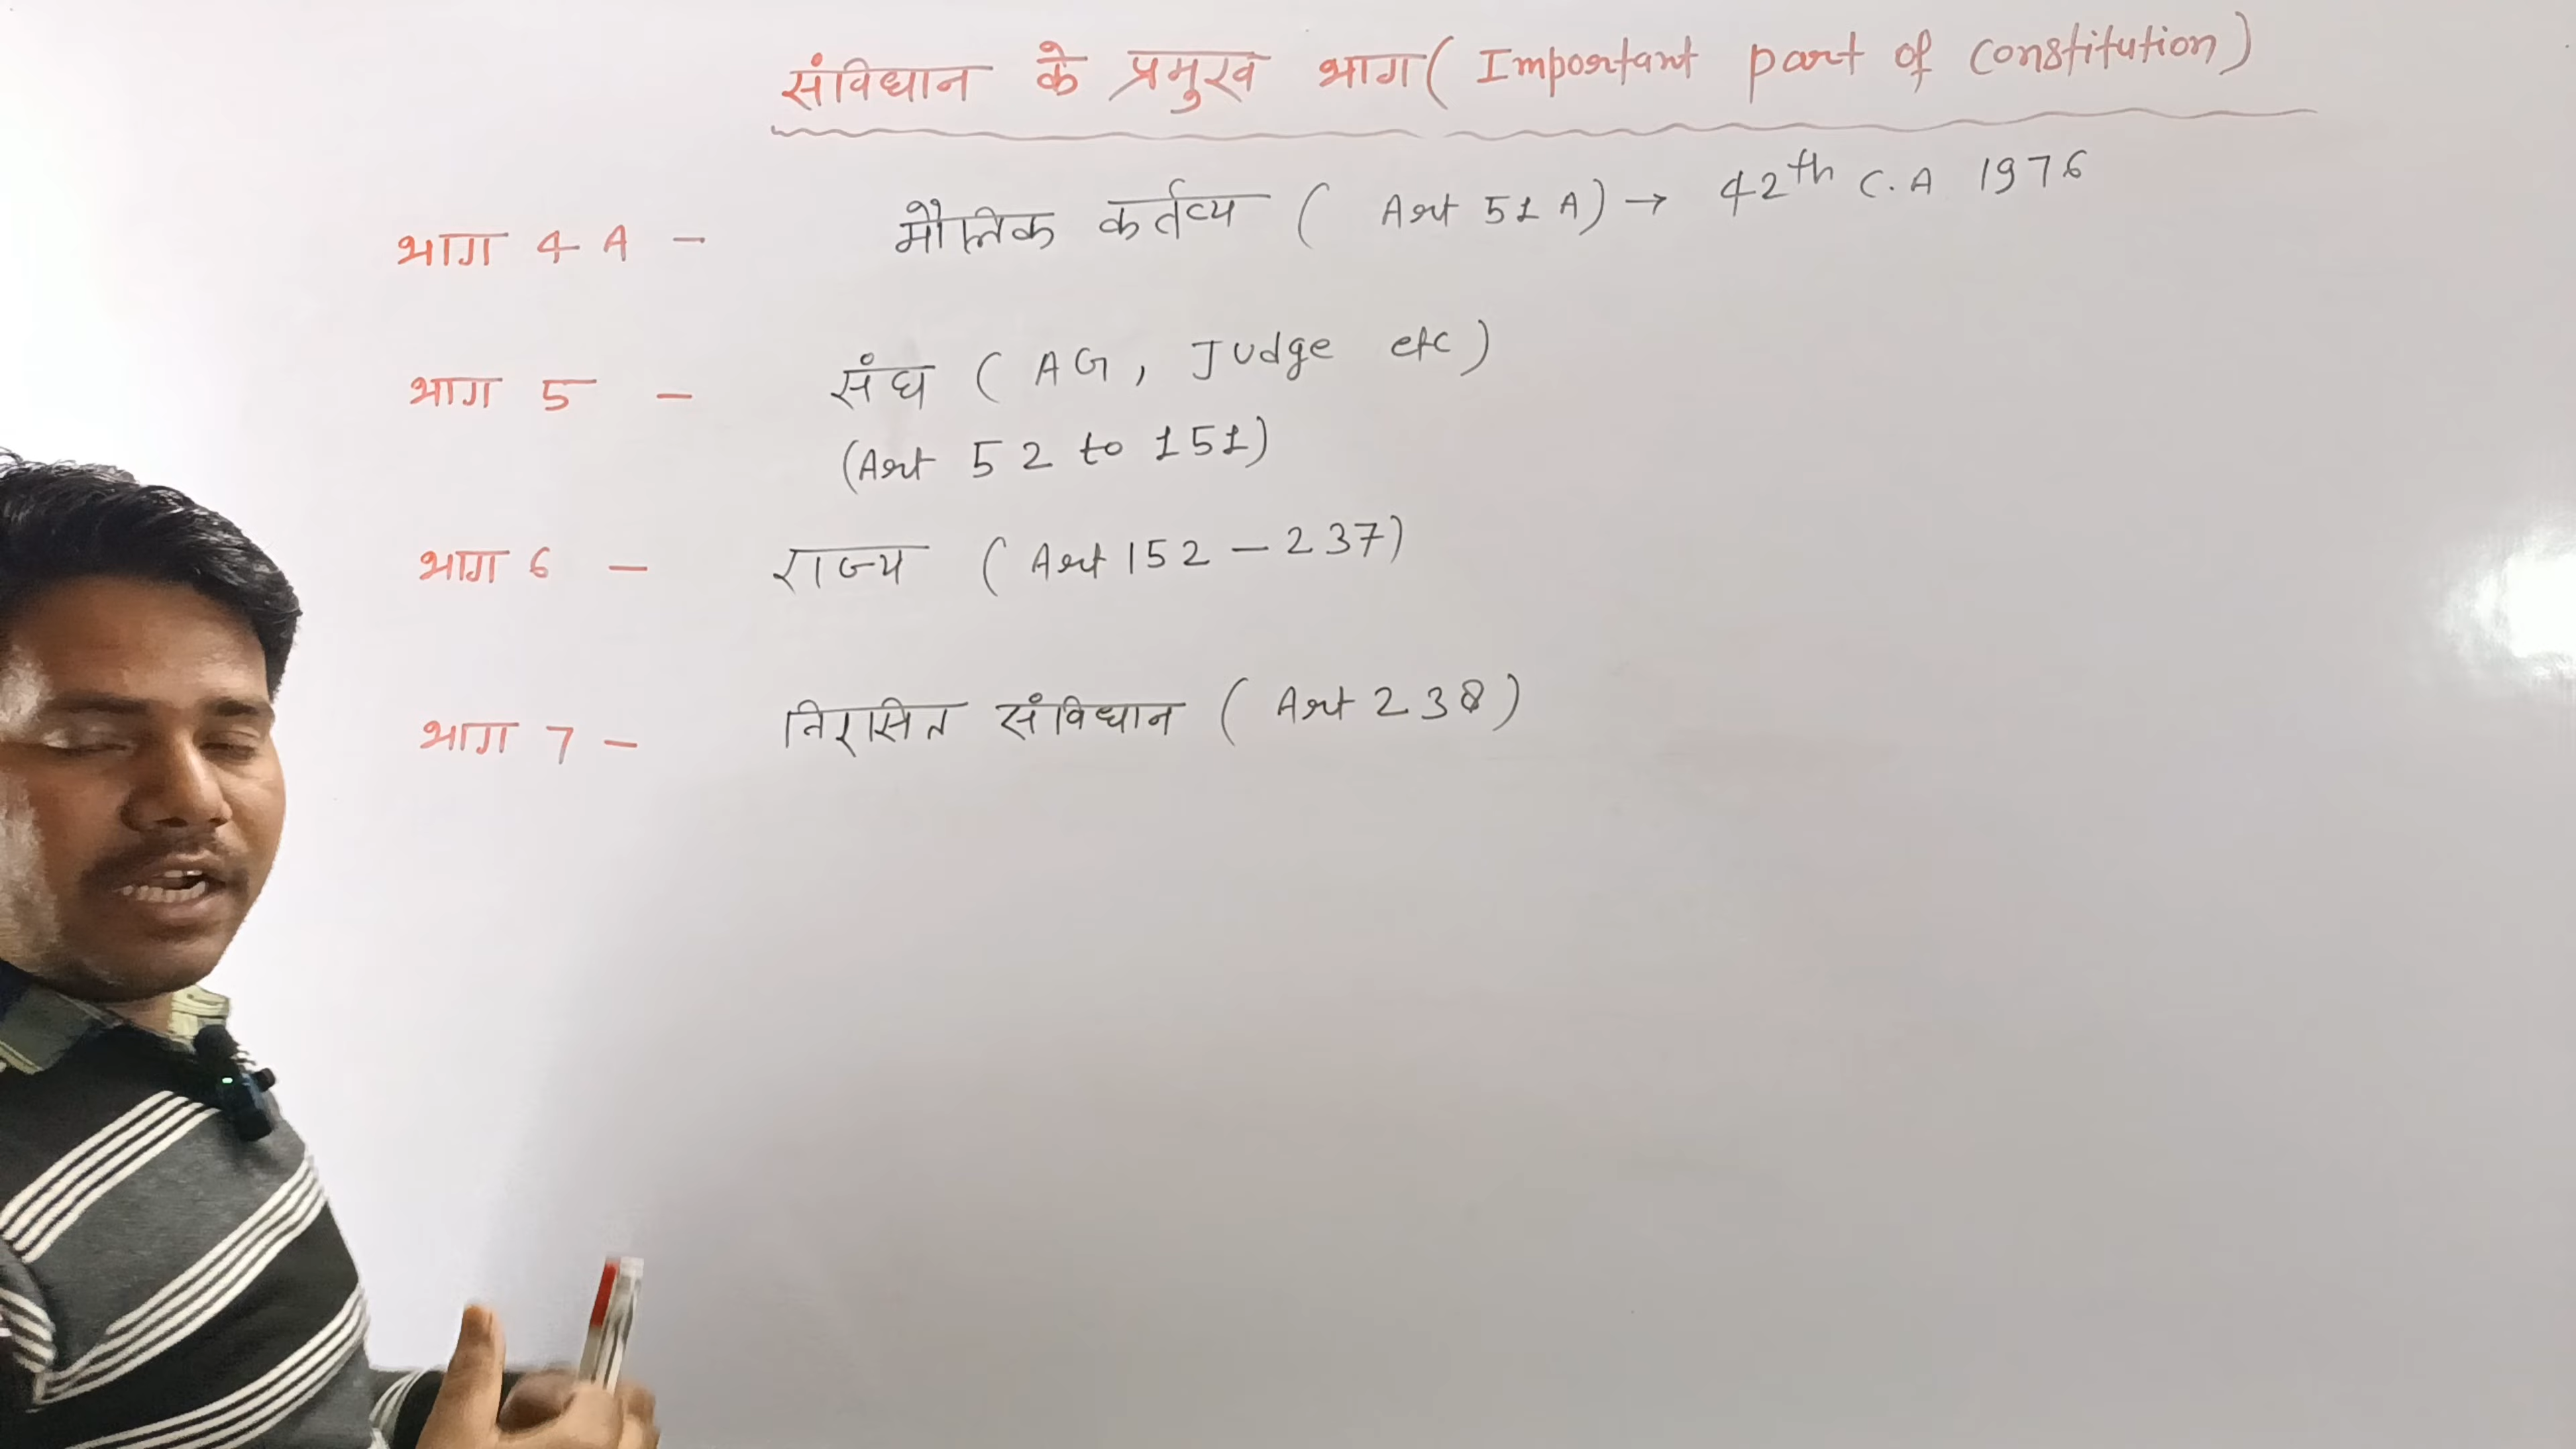 संविधान के प्रमुख भाग ( Important part of constitution )
भाग 4 A - मौलिक कर्तव्य ( Art 51 A ) → 42th C.A 1976
भाग 5 - संघ ( AG, Judge etc )
(Art 52 to 151)
भाग 6 - राज्य ( Art 152 - 237 )
भाग 7 - निरसित संविधान ( Art 238 )